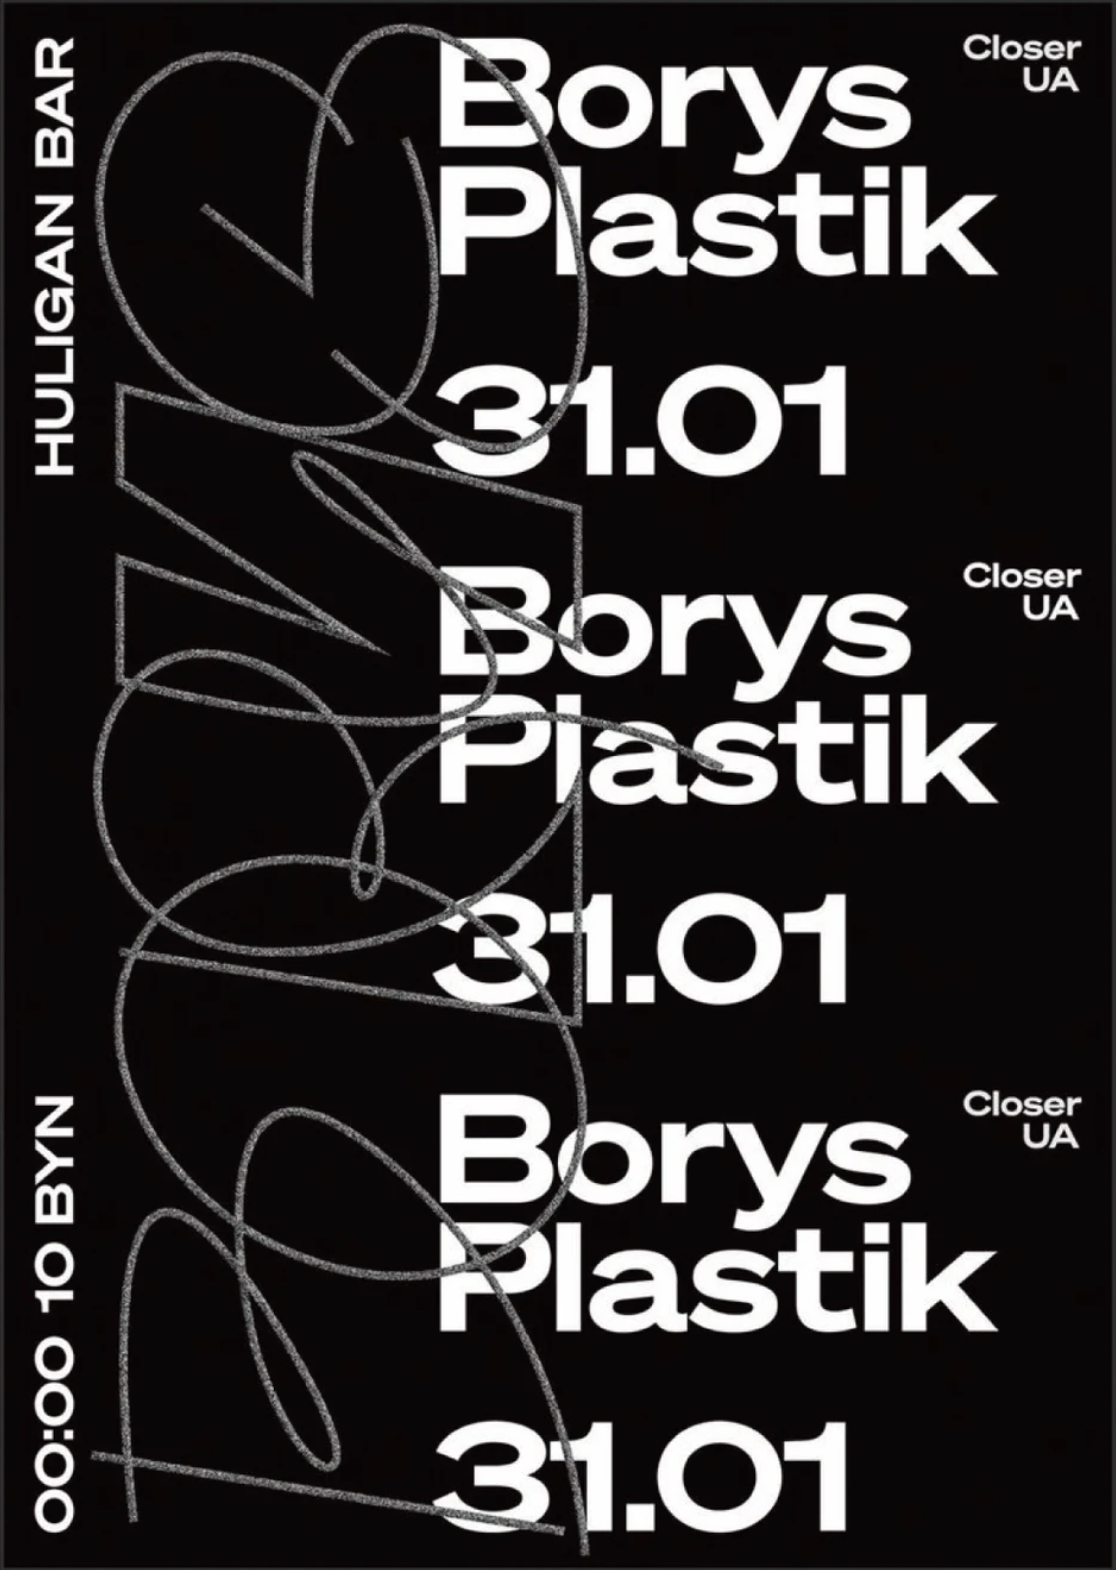 HULIGAN BAR
00:00 10 BYN
Borys
Plastik
Closer
UA
31.01
Borys
Plastik
Closer
UA
31.01
Borys
Plastik
Closer
UA
31.01